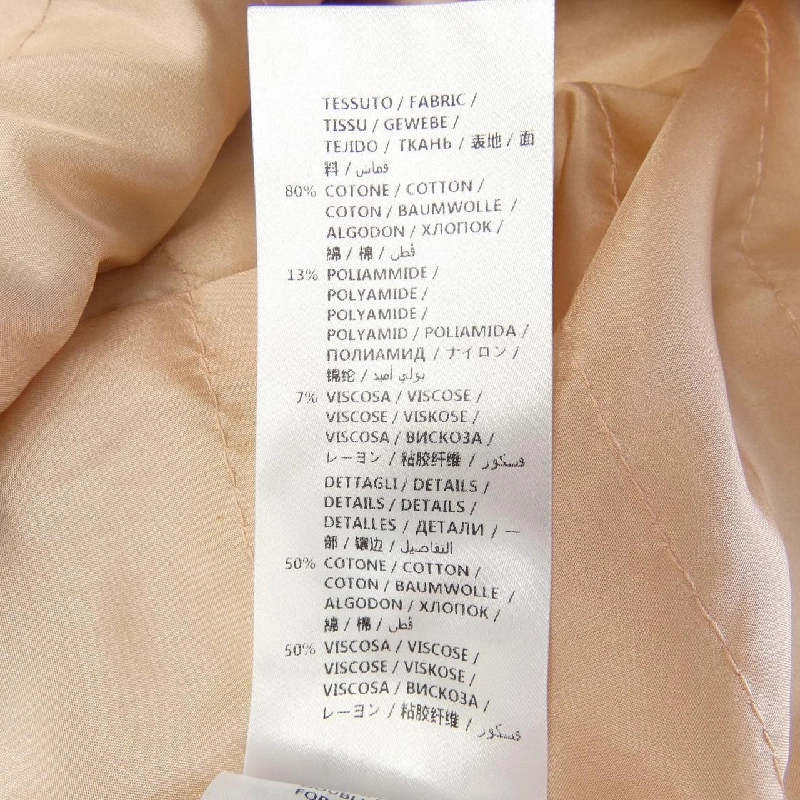 TESSUTO / FABRIC /
TISSU / GEWEBE /
TEJIDO / ТКАНЬ / 表地 / 面
料 / قماش
80% COTONE / COTTON /
COTON / BAUMWOLLE /
ALGODON / ХЛОПОК /
綿 / 棉 / قطن
13% POLIAMMIDE /
POLYAMIDE /
POLYAMIDE /
POLYAMID / POLIAMIDA /
ПОЛИАМИД / ナイロン /
锦纶 / بولي أميد
7% VISCOSA / VISCOSE /
VISCOSE / VISKOSE /
VISCOSA / ВИСКОЗА /
レーヨン / 粘胶纤维 / فسكور
DETTAGLI / DETAILS /
DETAILS / DETAILS /
DETALLES / ДЕТАЛИ / 一
部 / 镶边 / التفاصيل
50% COTONE / COTTON /
COTON / BAUMWOLLE /
ALGODON / ХЛОПОК /
綿 / 棉 / قطن
50% VISCOSA / VISCOSE /
VISCOSE / VISKOSE /
VISCOSA / ВИСКОЗА /
レーヨン / 粘胶纤维 / فسكور
FOR